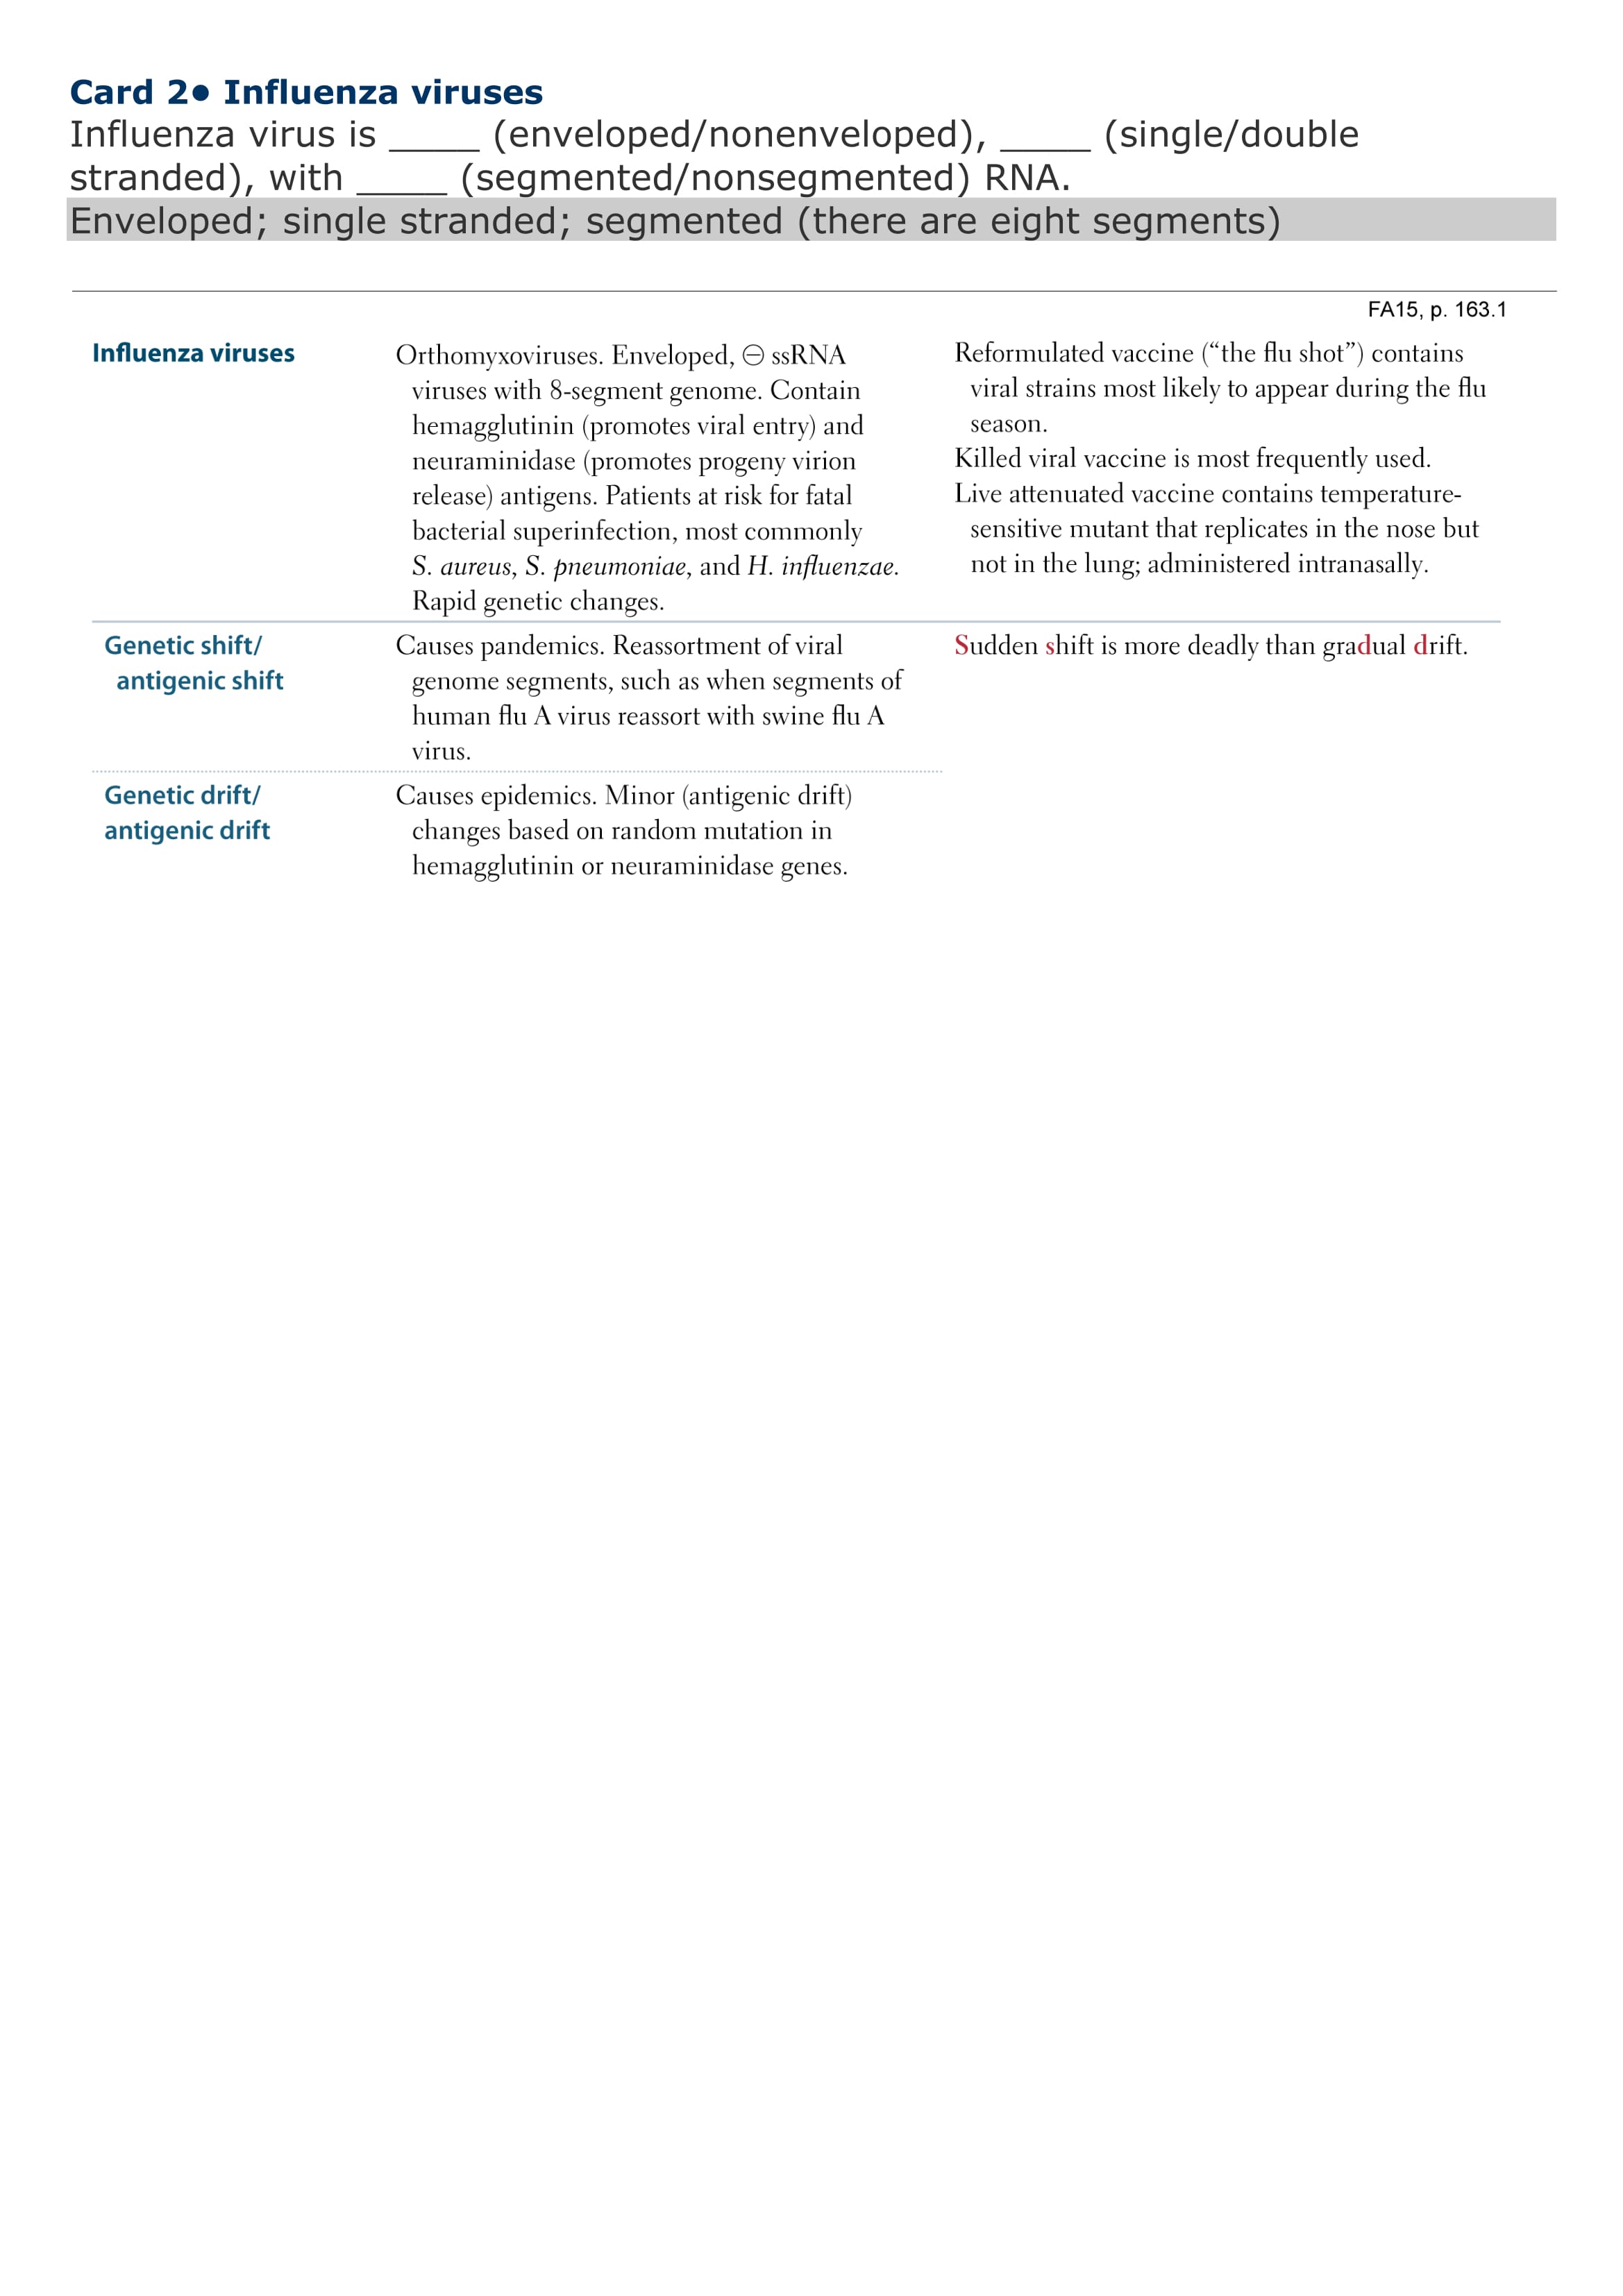 Card 2● Influenza viruses
Influenza virus is _____ (enveloped/nonenveloped), _____ (single/double
stranded), with _____ (segmented/nonsegmented) RNA.
Enveloped; single stranded; segmented (there are eight segments)
FA15, p. 163.1
Influenza viruses
Orthomyxoviruses. Enveloped, ⊖ ssRNA
viruses with 8-segment genome. Contain
hemagglutinin (promotes viral entry) and
neuraminidase (promotes progeny virion
release) antigens. Patients at risk for fatal
bacterial superinfection, most commonly
S. aureus, S. pneumoniae, and H. influenzae.
Rapid genetic changes.
Reformulated vaccine (“the flu shot”) contains
viral strains most likely to appear during the flu
season.
Killed viral vaccine is most frequently used.
Live attenuated vaccine contains temperature-
sensitive mutant that replicates in the nose but
not in the lung; administered intranasally.
Genetic shift/
antigenic shift
Causes pandemics. Reassortment of viral
genome segments, such as when segments of
human flu A virus reassort with swine flu A
virus.
Sudden shift is more deadly than gradual drift.
Genetic drift/
antigenic drift
Causes epidemics. Minor (antigenic drift)
changes based on random mutation in
hemagglutinin or neuraminidase genes.